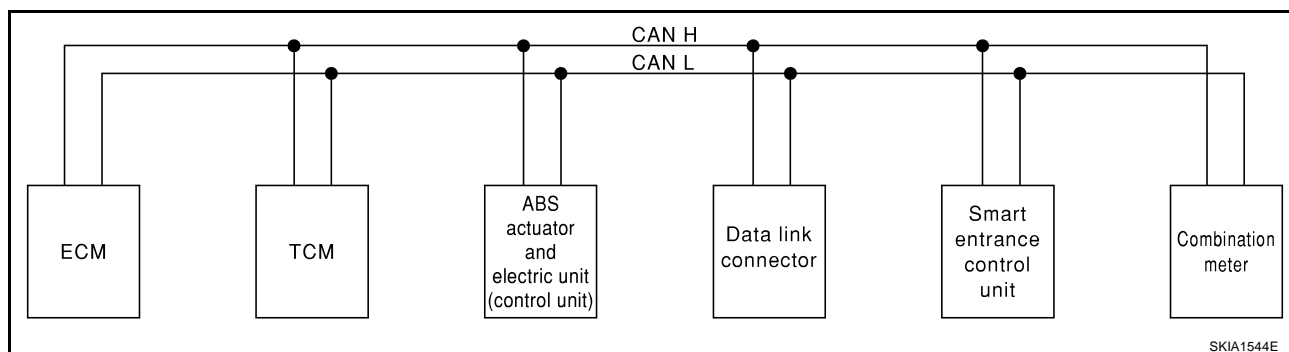 CAN H
CAN L
ECM
TCM
ABS
actuator
and
electric unit
(control unit)
Data link
connector
Smart
entrance
control
unit
Combination
meter
SKIA1544E